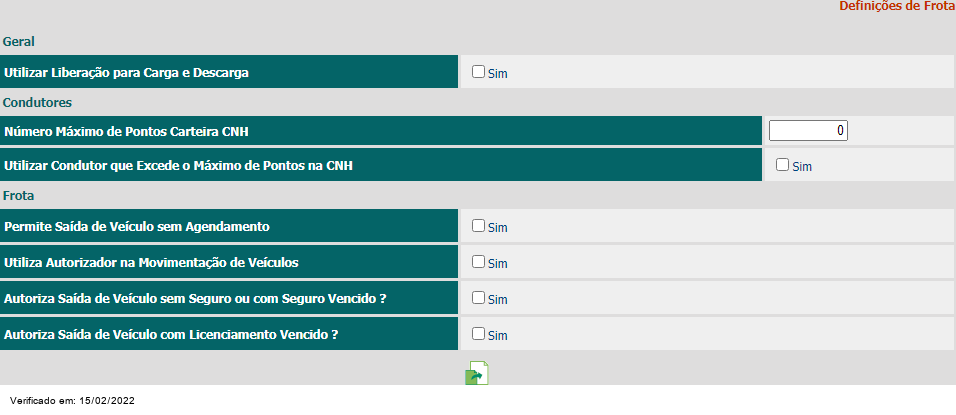 Definições de Frota
Geral
Utilizar Liberação para Carga e Descarga Sim
Condutores
Número Máximo de Pontos Carteira CNH 0
Utilizar Condutor que Excede o Máximo de Pontos na CNH Sim
Frota
Permite Saída de Veículo sem Agendamento Sim
Utiliza Autorizador na Movimentação de Veículos Sim
Autoriza Saída de Veículo sem Seguro ou com Seguro Vencido ? Sim
Autoriza Saída de Veículo com Licenciamento Vencido ? Sim
Verificado em: 15/02/2022